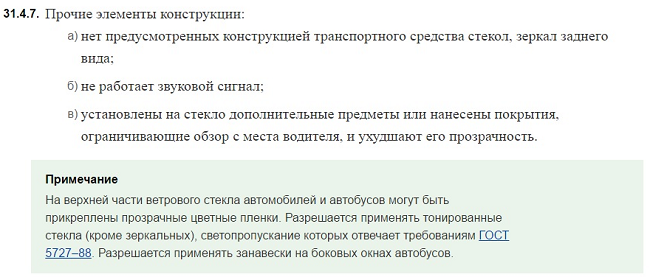 31.4.7. Прочие элементы конструкции:
а) нет предусмотренных конструкцией транспортного средства стекол, зеркал заднего
вида;
б) не работает звуковой сигнал;
в) установлены на стекло дополнительные предметы или нанесены покрытия,
ограничивающие обзор с места водителя, и ухудшают его прозрачность.
Примечание
На верхней части ветрового стекла автомобилей и автобусов могут быть
прикреплены прозрачные цветные пленки. Разрешается применять тонированные
стекла (кроме зеркальных), светопропускание которых отвечает требованиям ГОСТ
5727–88. Разрешается применять занавески на боковых окнах автобусов.